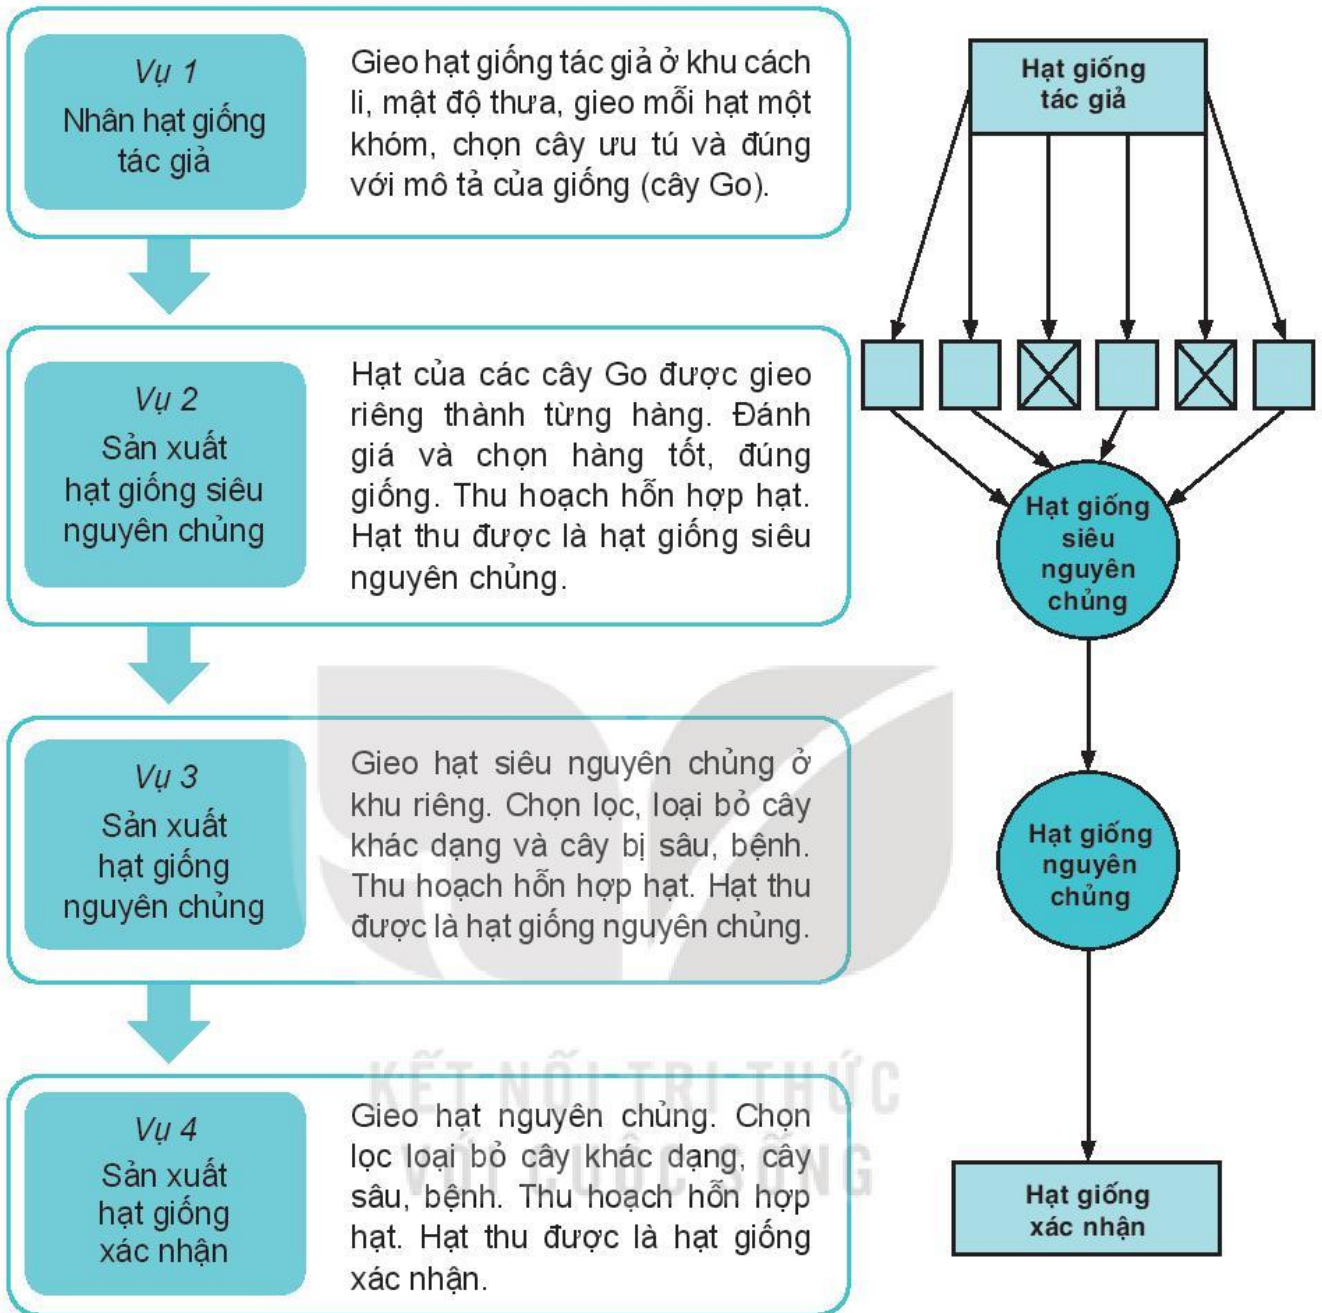 Vụ 1
Nhân hạt giống
tác giả
Gieo hạt giống tác giả ở khu cách
li, mật độ thưa, gieo mỗi hạt một
khóm, chọn cây ưu tú và đúng
với mô tả của giống (cây Go).
Vụ 2
Sản xuất
hạt giống siêu
nguyên chủng
Hạt của các cây Go được gieo
riêng thành từng hàng. Đánh
giá và chọn hàng tốt, đúng
giống. Thu hoạch hỗn hợp hạt.
Hạt thu được là hạt giống siêu
nguyên chủng.
Vụ 3
Sản xuất
hạt giống
nguyên chủng
Gieo hạt siêu nguyên chủng ở
khu riêng. Chọn lọc, loại bỏ cây
khác dạng và cây bị sâu, bệnh.
Thu hoạch hỗn hợp hạt. Hạt thu
được là hạt giống nguyên chủng.
Vụ 4
Sản xuất
hạt giống
xác nhận
Gieo hạt nguyên chủng. Chọn
lọc loại bỏ cây khác dạng, cây
sâu, bệnh. Thu hoạch hỗn hợp
hạt. Hạt thu được là hạt giống
xác nhận.
Hạt giống
tác giả
Hạt giống
siêu
nguyên
chủng
Hạt giống
nguyên
chủng
Hạt giống
xác nhận
KẾT NỐI TRI THỨC
VỚI CUỘC SỐNG